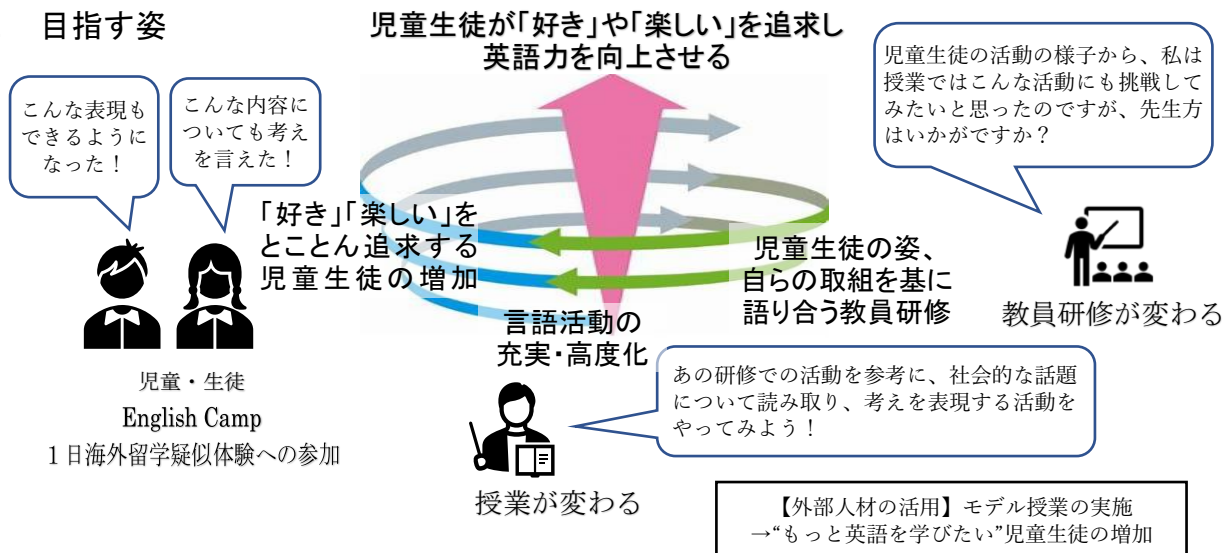 目指す姿
児童生徒が「好き」や「楽しい」を追求し
英語力を向上させる
こんな表現も
できるように
なった！
こんな内容に
ついても考え
を言えた！
児童生徒の活動の様子から、私は
授業ではこんな活動にも挑戦して
みたいと思ったのですが、先生方
はいかがですか？
「好き」「楽しい」を
とことん追求する
児童生徒の増加
児童生徒の姿、
自らの取組を基に
語り合う教員研修
教員研修が変わる
言語活動の
充実・高度化
児童・生徒
English Camp
１日海外留学疑似体験への参加
あの研修での活動を参考に、社会的な話題
について読み取り、考えを表現する活動を
やってみよう！
授業が変わる
【外部人材の活用】モデル授業の実施
→“もっと英語を学びたい”児童生徒の増加